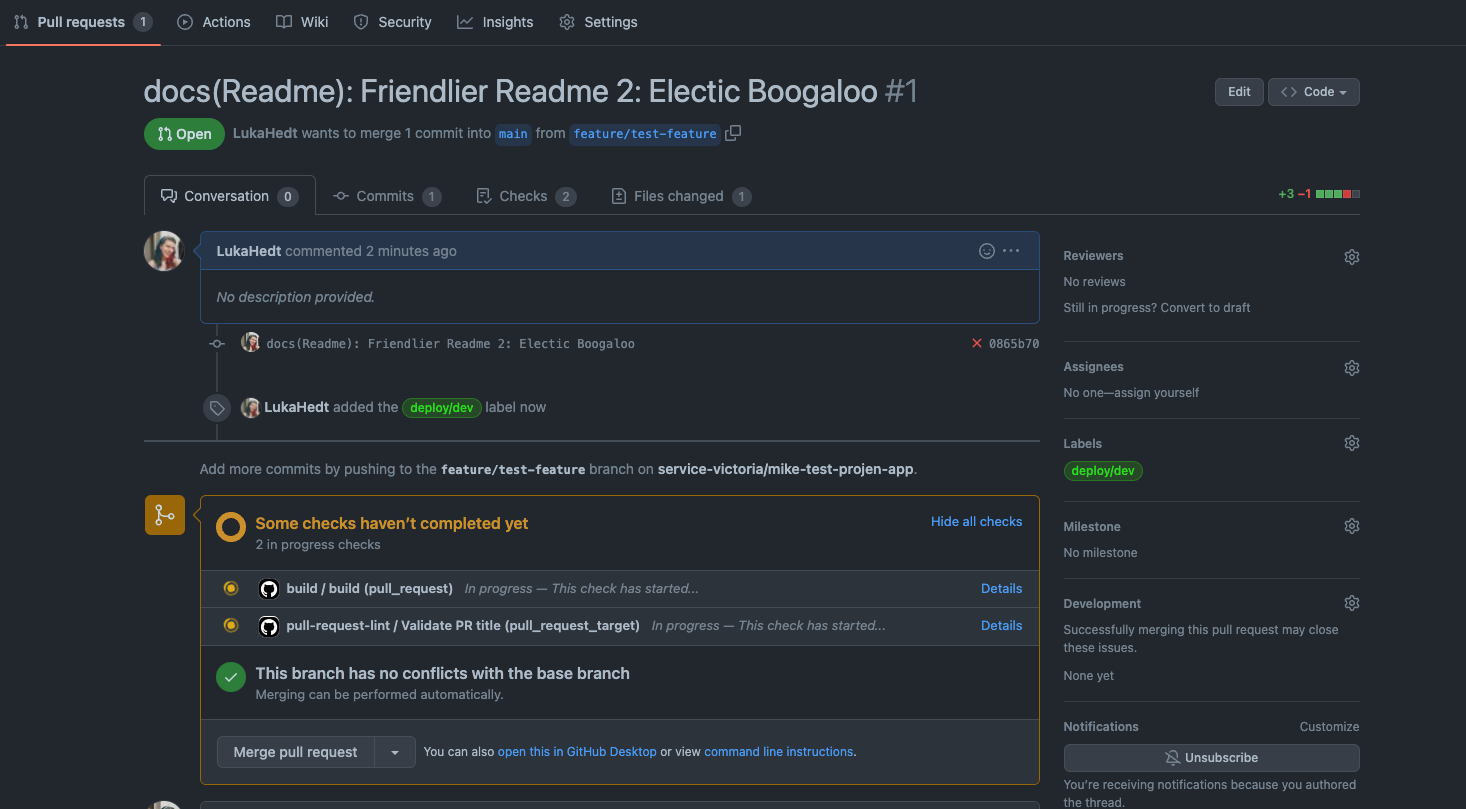 Pull requests 1 Actions Wiki Security Insights Settings
docs(Readme): Friendlier Readme 2: Electic Boogaloo #1
Edit <> Code
Open LukaHedt wants to merge 1 commit into main from feature/test-feature
Conversation 0 Commits 1 Checks 2 Files changed 1
+3 −1
LukaHedt commented 2 minutes ago
No description provided.
docs(Readme): Friendlier Readme 2: Electic Boogaloo 0865b70
LukaHedt added the deploy/dev label now
Add more commits by pushing to the feature/test-feature branch on service-victoria/mike-test-projen-app.
Some checks haven’t completed yet
Hide all checks
2 in progress checks
build / build (pull_request) In progress — This check has started... Details
pull-request-lint / Validate PR title (pull_request_target) In progress — This check has started... Details
This branch has no conflicts with the base branch
Merging can be performed automatically.
Merge pull request You can also open this in GitHub Desktop or view command line instructions.
Reviewers
No reviews
Still in progress? Convert to draft
Assignees
No one—assign yourself
Labels
deploy/dev
Milestone
No milestone
Development
Successfully merging this pull request may close
these issues.
None yet
Notifications Customize
Unsubscribe
You’re receiving notifications because you authored
the thread.